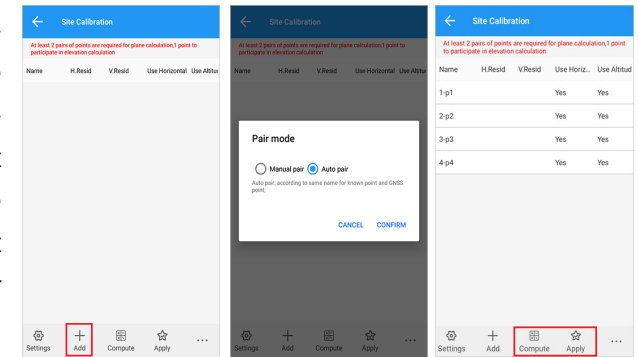 Site Calibration
At least 2 pairs of points are required for plane calculation,1 point to
participate in elevation calculation
Name H.Resid V.Resid Use Horizontal Use Altitu
Settings Add Compute Apply ...
Site Calibration
At least 2 pairs of points are required for plane calculation,1 point to
participate in elevation calculation
Name H.Resid V.Resid Use Horizontal Use Altitu
Pair mode
Manual pair Auto pair
Auto pair: according to same name for known point and GNSS
point;
CANCEL CONFIRM
Settings Add Compute Apply ...
Site Calibration
At least 2 pairs of points are required for plane calculation,1 point
to participate in elevation calculation
Name H.Resid V.Resid Use Horiz... Use Altitud
1-p1 Yes Yes
2-p2 Yes Yes
3-p3 Yes Yes
4-p4 Yes Yes
Settings Add Compute Apply ...